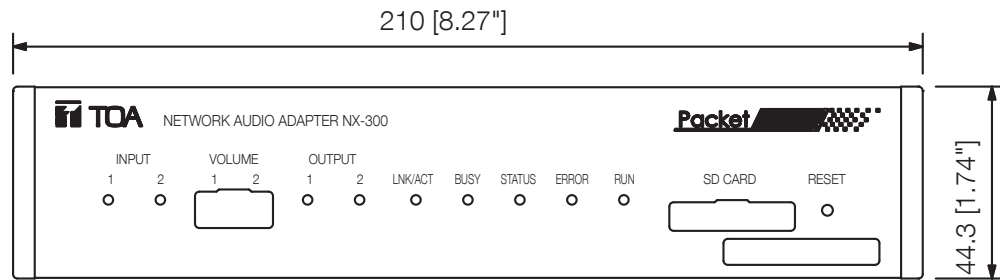 210 [8.27"]
TOA NETWORK AUDIO ADAPTER NX-300 Packet
INPUT VOLUME OUTPUT
1 2 1 2 1 2 LNK/ACT BUSY STATUS ERROR RUN SD CARD RESET
44.3 [1.74"]